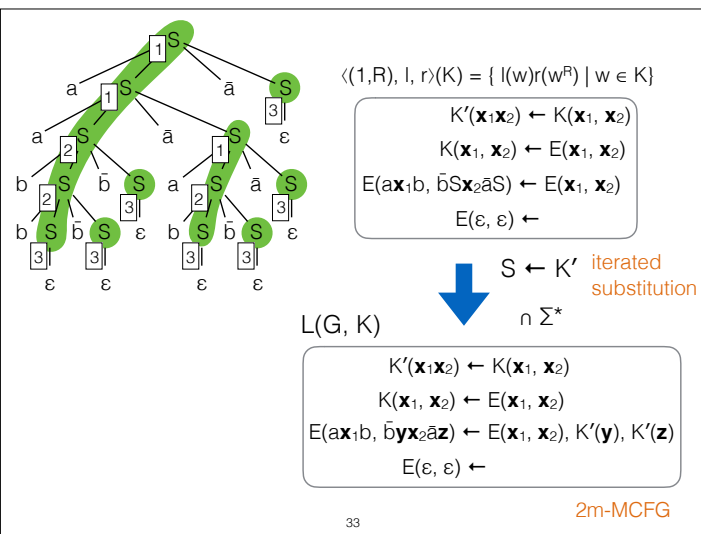 S
1
a S ā S
1 3
a S ā S ε
2 1
b S b̄ S a S ā S
2 3 2 3
b S b̄ S ε b S b̄ S ε
3 3 3 3
ε ε ε ε
⟨(1,R), l, r⟩(K) = { l(w)r(wᴿ) | w ∈ K}
K′(𝐱₁𝐱₂) ← K(𝐱₁, 𝐱₂)
K(𝐱₁, 𝐱₂) ← E(𝐱₁, 𝐱₂)
E(a𝐱₁b, b̄S𝐱₂āS) ← E(𝐱₁, 𝐱₂)
E(ε, ε) ←
S ← K′ iterated
substitution
∩ Σ*
L(G, K)
K′(𝐱₁𝐱₂) ← K(𝐱₁, 𝐱₂)
K(𝐱₁, 𝐱₂) ← E(𝐱₁, 𝐱₂)
E(a𝐱₁b, b̄𝐲𝐱₂ā𝐳) ← E(𝐱₁, 𝐱₂), K′(𝐲), K′(𝐳)
E(ε, ε) ←
2m-MCFG
33